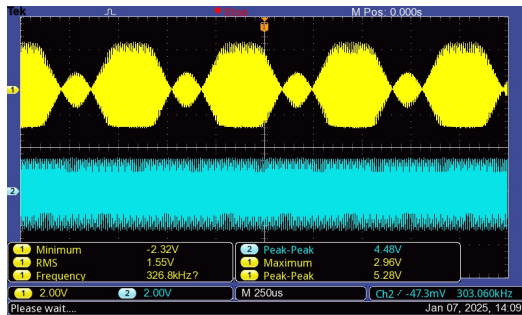 Tek
Stop
M Pos: 0.000s
T
1
2
1 Minimum -2.32V
1 RMS 1.55V
1 Frequency 326.8kHz?
2 Peak-Peak 4.48V
1 Maximum 2.96V
1 Peak-Peak 5.28V
1 2.00V 2 2.00V M 250us Ch2 -47.3mV 303.060kHz
Please wait.... Jan 07, 2025, 14:09